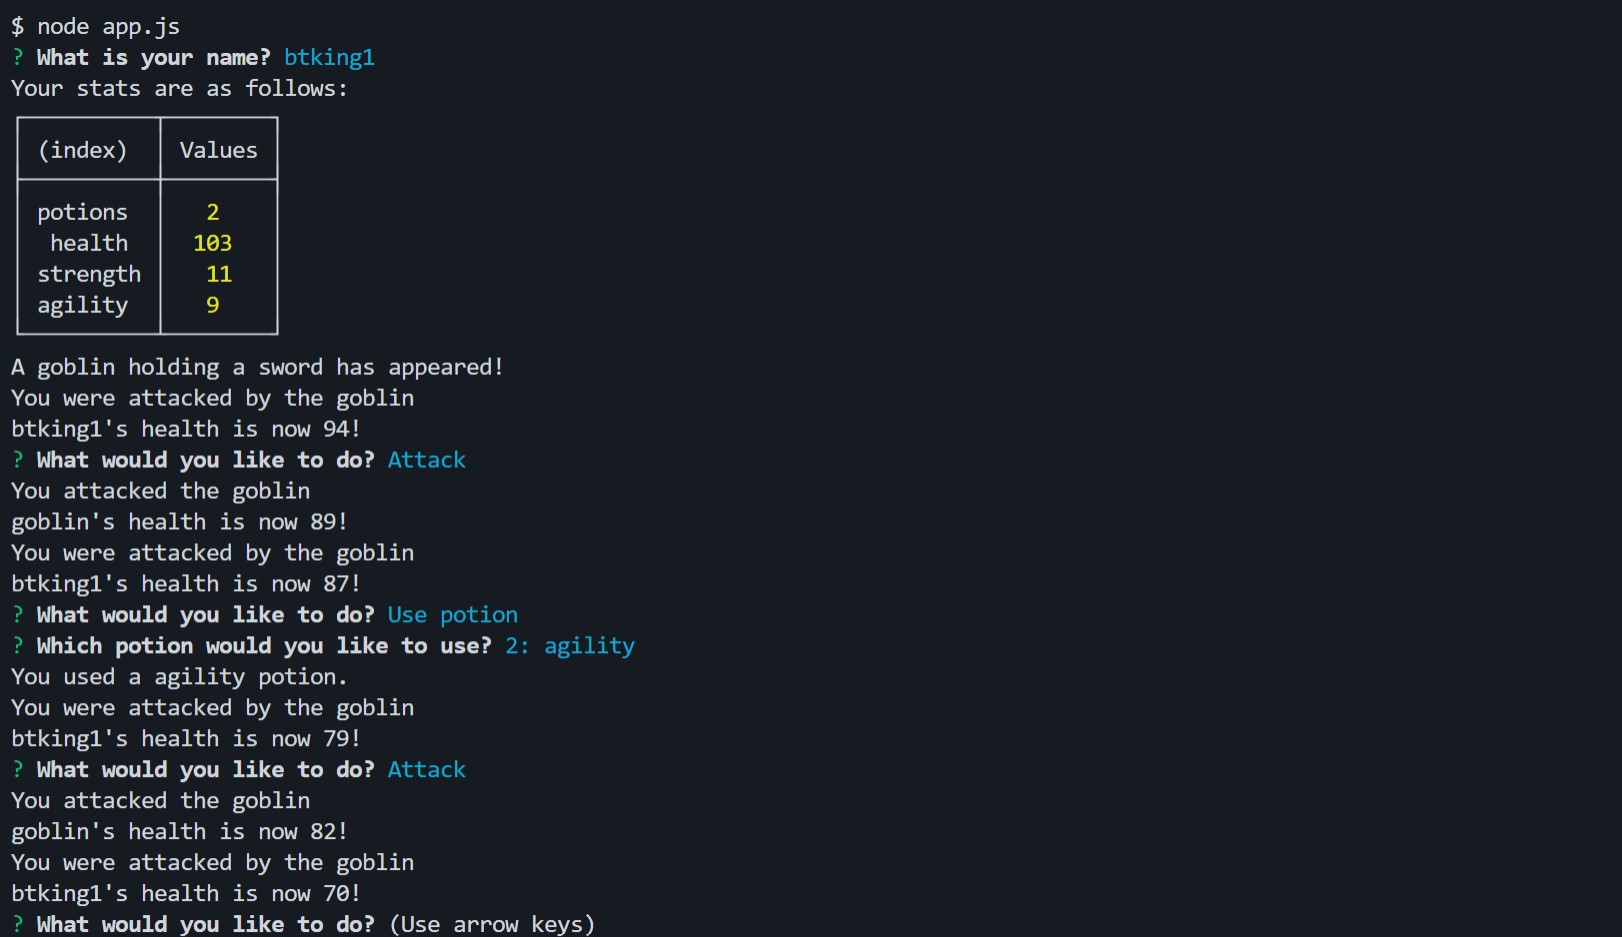 $ node app.js
? What is your name? btking1
Your stats are as follows:
(index) Values
potions 2
health 103
strength 11
agility 9
A goblin holding a sword has appeared!
You were attacked by the goblin
btking1's health is now 94!
? What would you like to do? Attack
You attacked the goblin
goblin's health is now 89!
You were attacked by the goblin
btking1's health is now 87!
? What would you like to do? Use potion
? Which potion would you like to use? 2: agility
You used a agility potion.
You were attacked by the goblin
btking1's health is now 79!
? What would you like to do? Attack
You attacked the goblin
goblin's health is now 82!
You were attacked by the goblin
btking1's health is now 70!
? What would you like to do? (Use arrow keys)